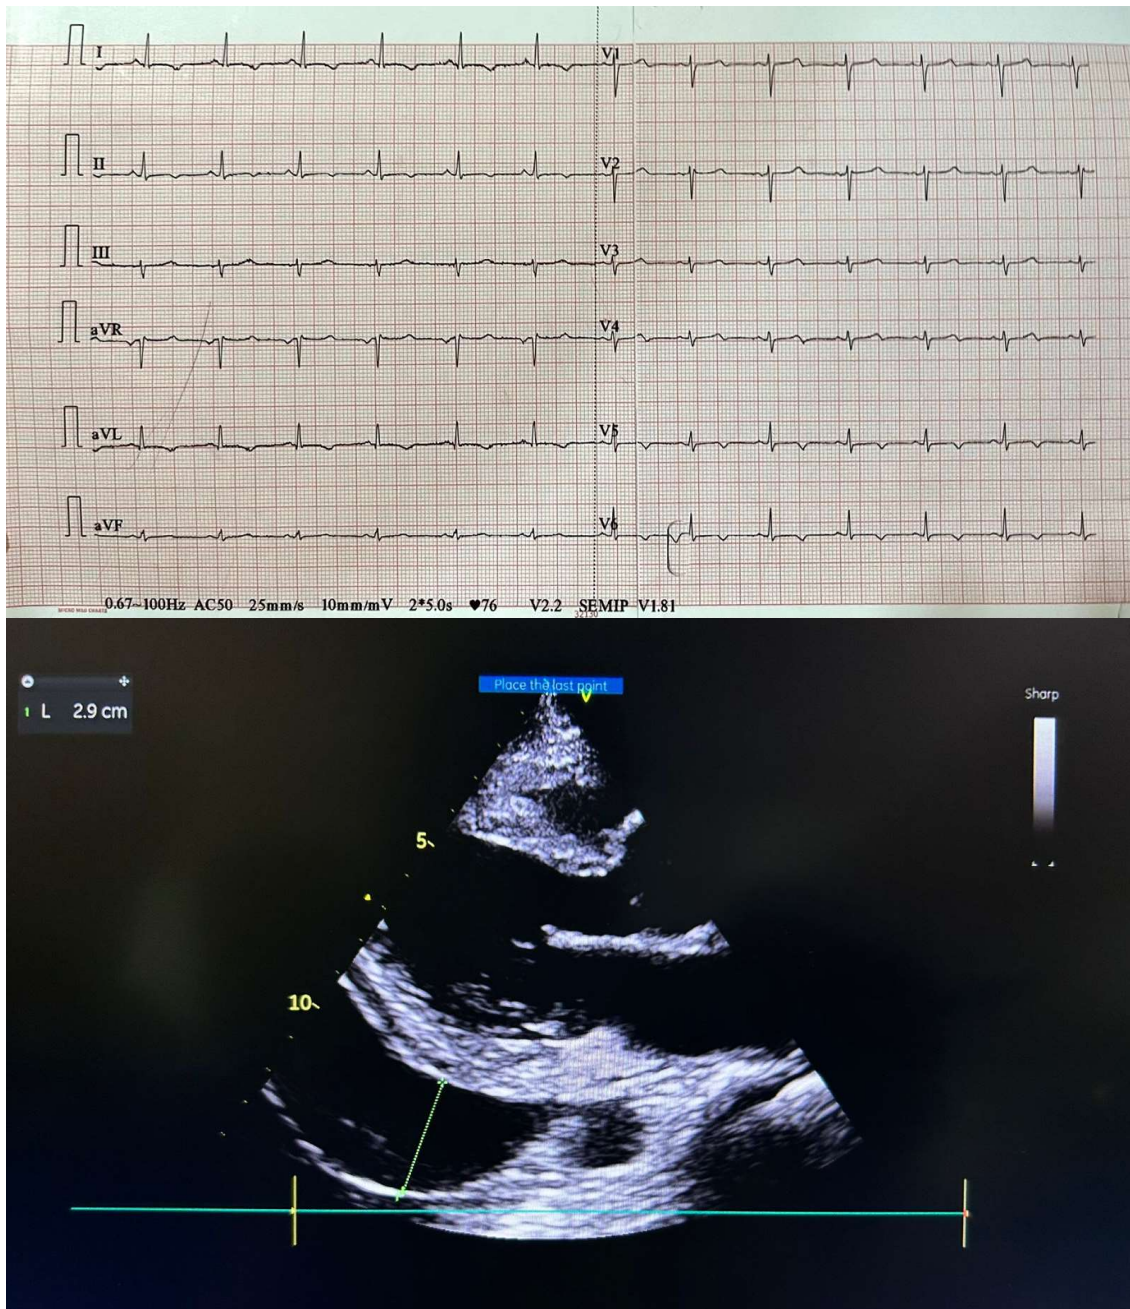 I V1
II V2
III V3
aVR V4
aVL V5
aVF V6
0.67~100Hz AC50 25mm/s 10mm/mV 2*5.0s ♥76 V2.2 SEMIP V1.81
32130
Place the last point
1 L 2.9 cm
Sharp
V
5
10